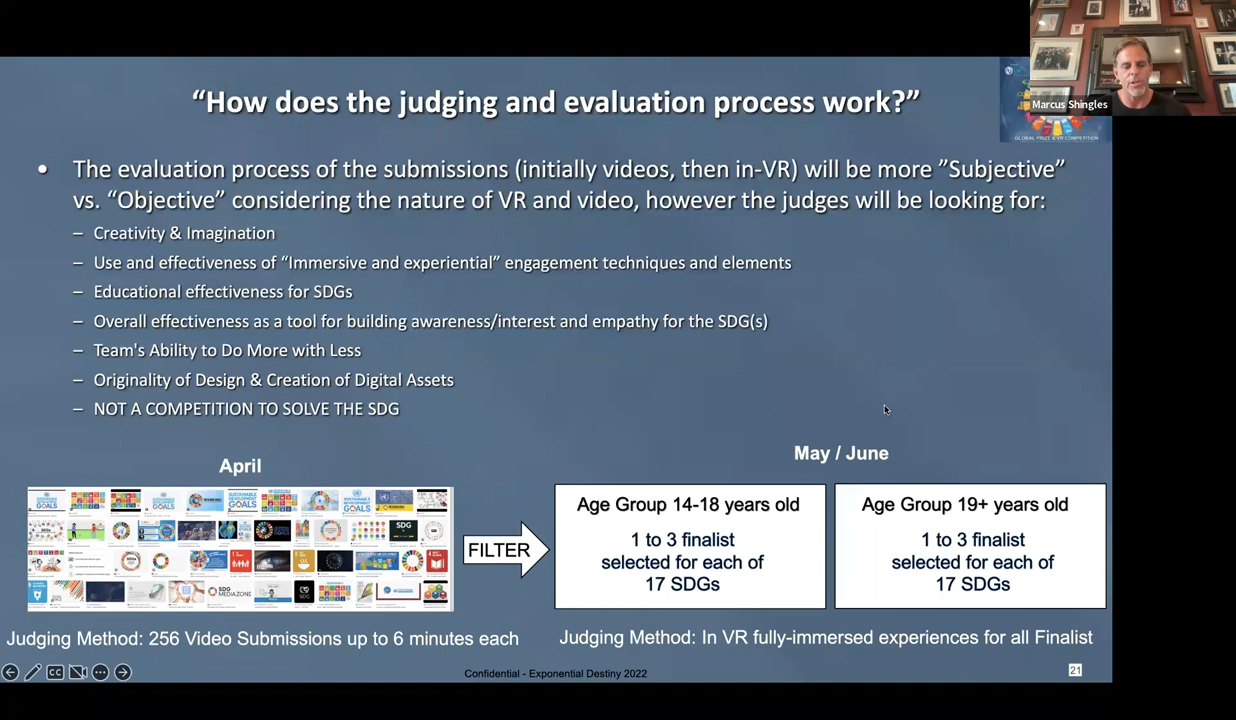 Marcus Shingles
GLOBAL PRIZE & VR COMPETITION
“How does the judging and evaluation process work?”
• The evaluation process of the submissions (initially videos, then in-VR) will be more ”Subjective”
vs. “Objective” considering the nature of VR and video, however the judges will be looking for:
– Creativity & Imagination
– Use and effectiveness of “Immersive and experiential” engagement techniques and elements
– Educational effectiveness for SDGs
– Overall effectiveness as a tool for building awareness/interest and empathy for the SDG(s)
– Team's Ability to Do More with Less
– Originality of Design & Creation of Digital Assets
– NOT A COMPETITION TO SOLVE THE SDG
April
May / June
FILTER
Age Group 14-18 years old
1 to 3 finalist
selected for each of
17 SDGs
Age Group 19+ years old
1 to 3 finalist
selected for each of
17 SDGs
SDG MEDIAZONE
Judging Method: 256 Video Submissions up to 6 minutes each
Judging Method: In VR fully-immersed experiences for all Finalist
CC
Confidential - Exponential Destiny 2022
21